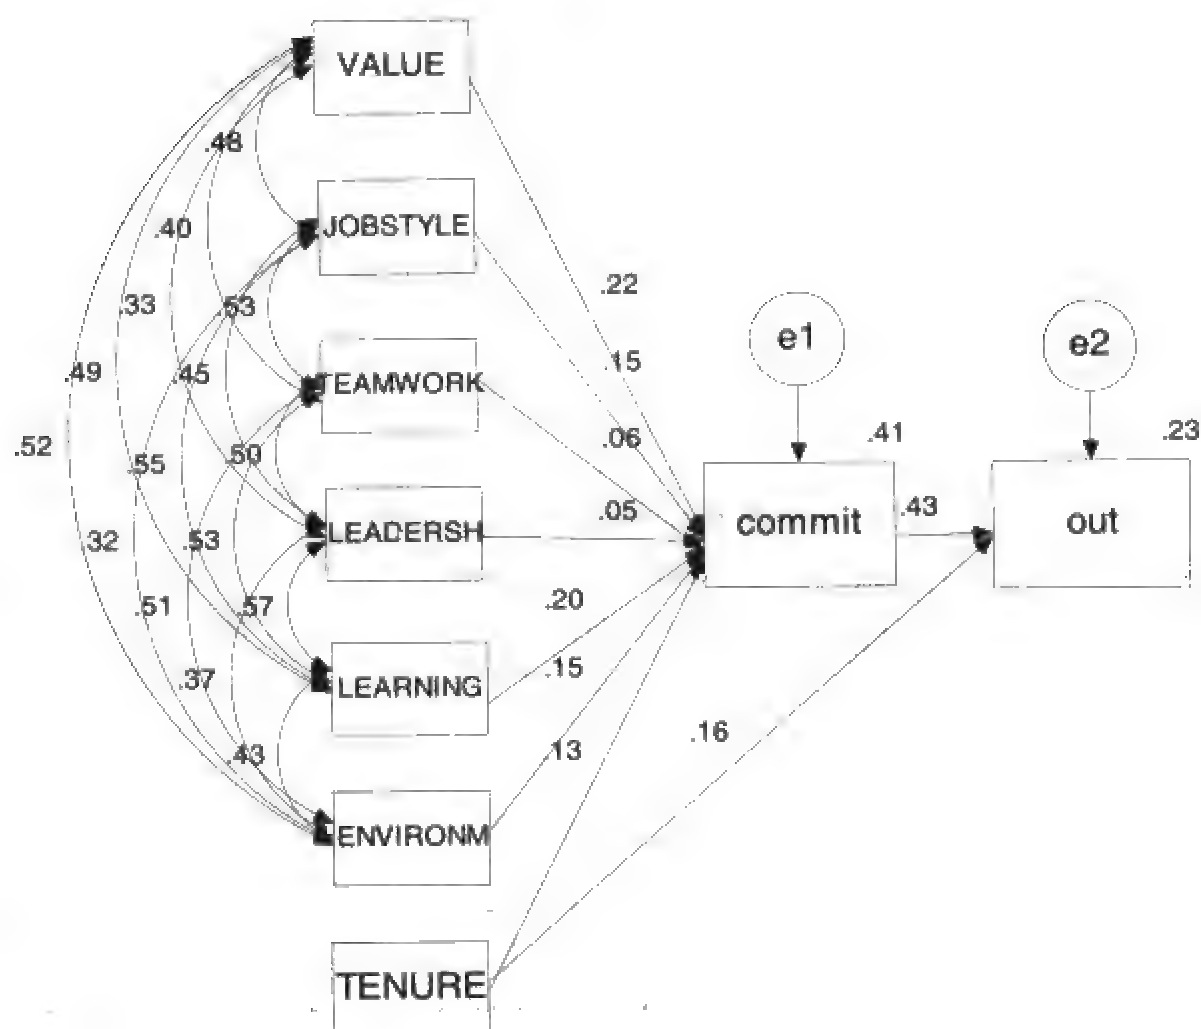 VALUE
.48
.40
JOBSTYLE
.22
.33
.53
e1
e2
.15
.49
.45
TEAMWORK
.06
.41
.23
.52
.55
.50
.05
.43
commit
out
LEADERSH
.32
.53
.20
.51
.57
.15
.37
LEARNING
.16
.13
.43
ENVIRONM
TENURE